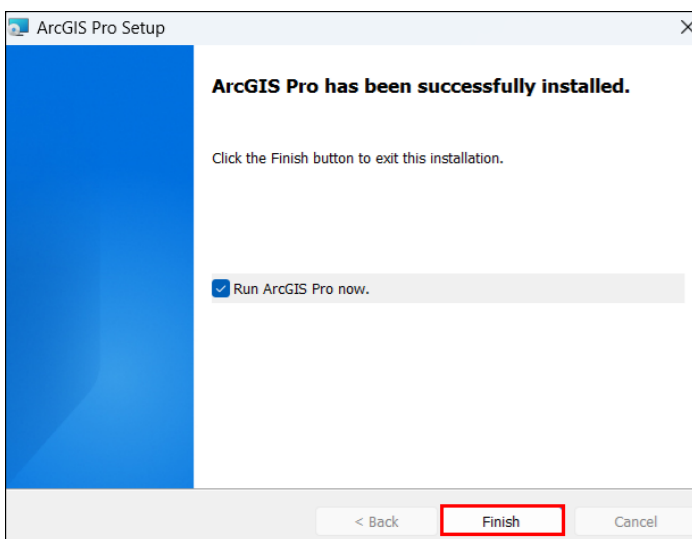 ArcGIS Pro Setup
ArcGIS Pro has been successfully installed.
Click the Finish button to exit this installation.
Run ArcGIS Pro now.
< Back Finish Cancel